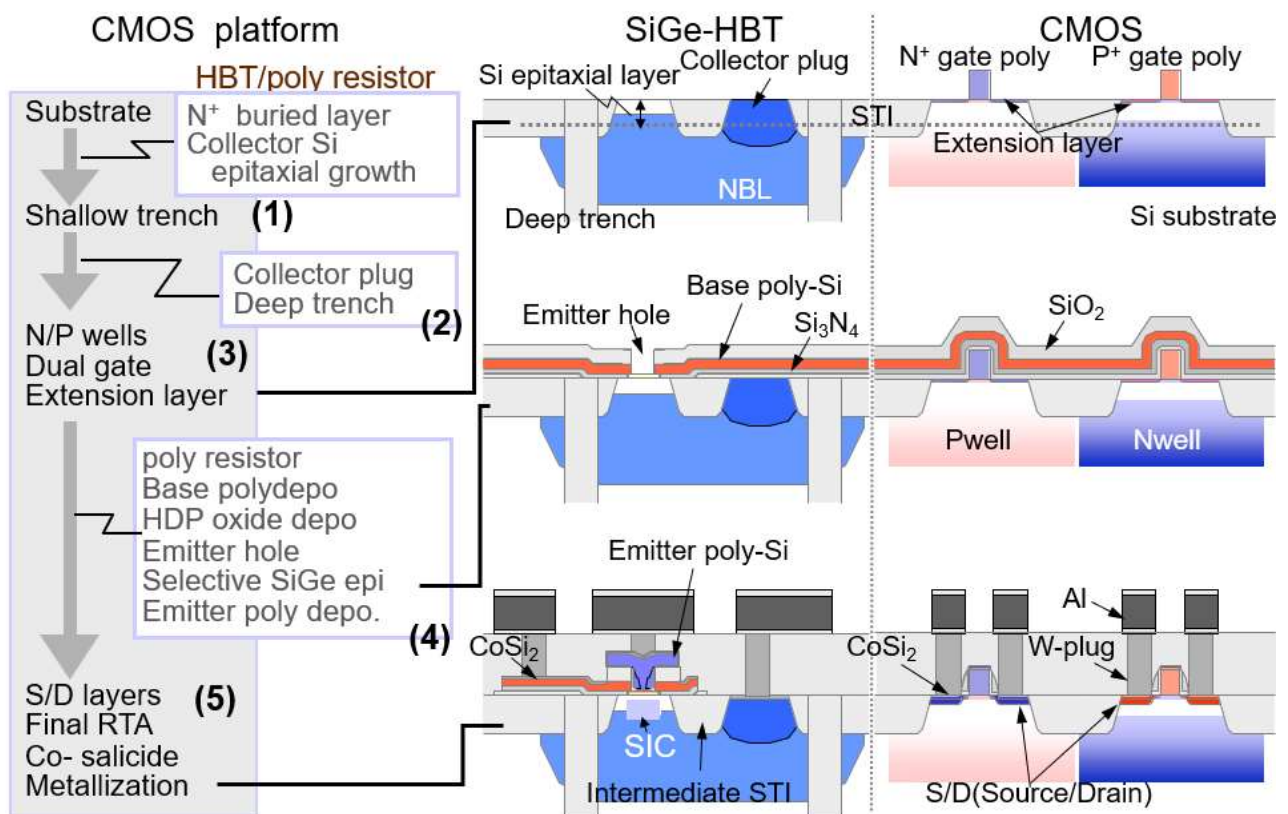 CMOS platform
HBT/poly resistor
Substrate
N+ buried layer
Collector Si
epitaxial growth
Shallow trench
(1)
Collector plug
Deep trench
(2)
N/P wells
Dual gate
Extension layer
(3)
poly resistor
Base polydepo
HDP oxide depo
Emitter hole
Selective SiGe epi
Emitter poly depo.
(4)
S/D layers
Final RTA
Co- salicide
Metallization
(5)
SiGe-HBT
Si epitaxial layer
Collector plug
NBL
Deep trench
STI
CMOS
N+ gate poly
P+ gate poly
Extension layer
Si substrate
Emitter hole
Base poly-Si
Si3N4
SiO2
Pwell
Nwell
Emitter poly-Si
CoSi2
SIC
Intermediate STI
CoSi2
Al
W-plug
S/D(Source/Drain)